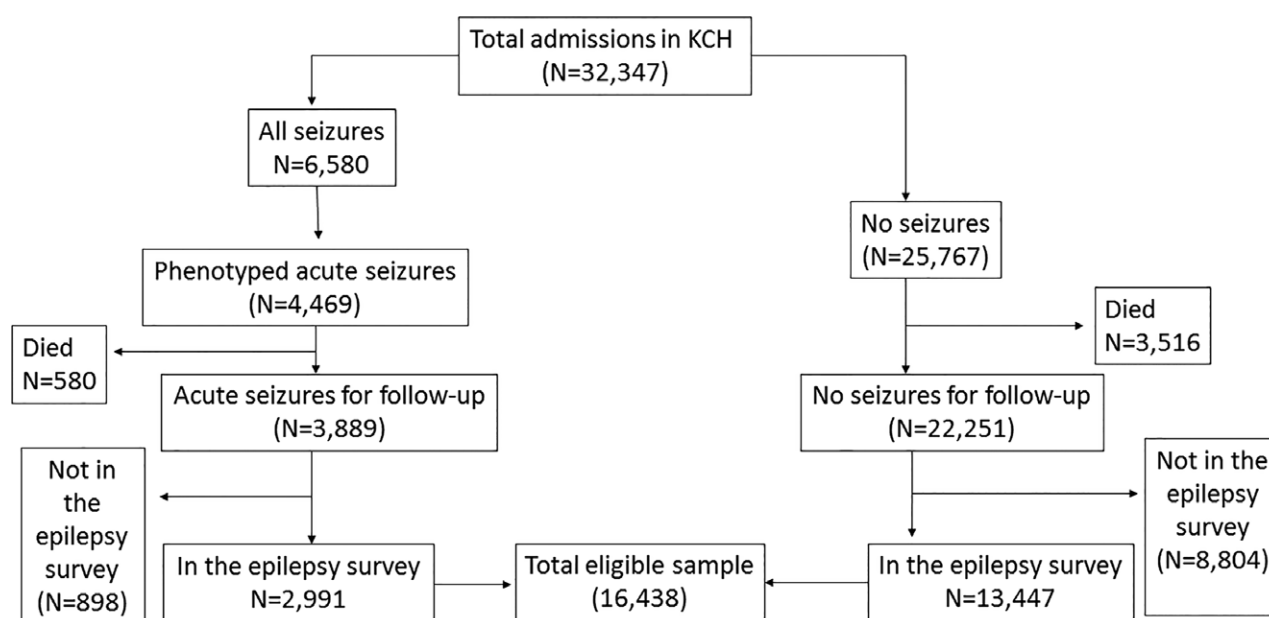 Total admissions in KCH
(N=32,347)
All seizures
N=6,580
No seizures
(N=25,767)
Phenotyped acute seizures
(N=4,469)
Died
N=580
Died
N=3,516
Acute seizures for follow-up
(N=3,889)
No seizures for follow-up
(N=22,251)
Not in
the
epilepsy
survey
(N=898)
Not in the
epilepsy
survey
(N=8,804)
In the epilepsy survey
N=2,991
Total eligible sample
(16,438)
In the epilepsy survey
N=13,447